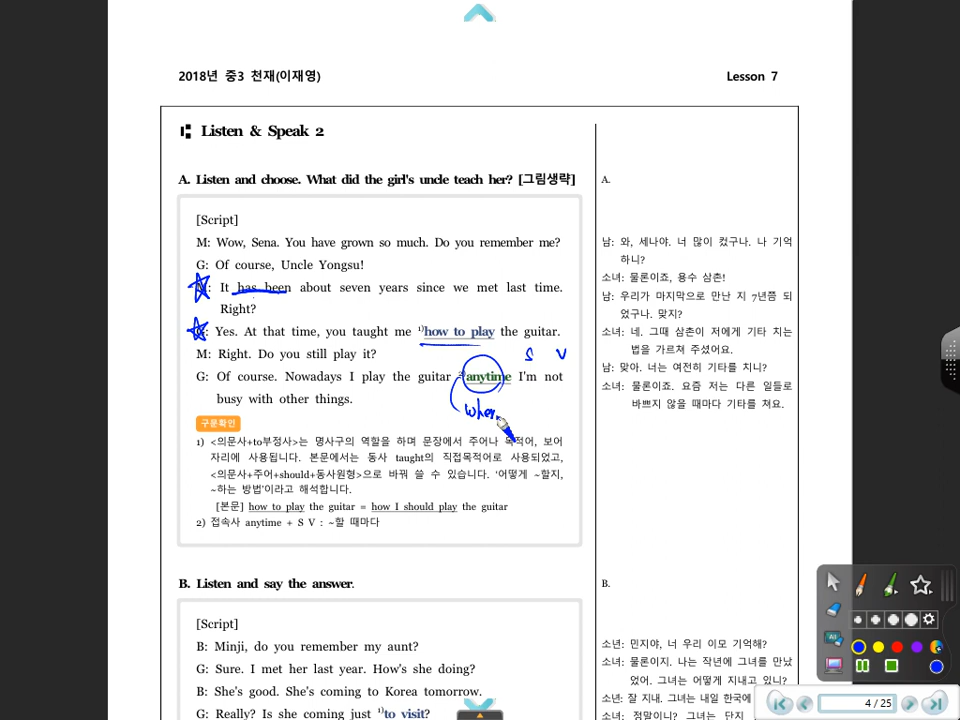 2018년 중3 천재(이재영)
Lesson 7
Listen & Speak 2
A. Listen and choose. What did the girl's uncle teach her? [그림생략]
[Script]
M: Wow, Sena. You have grown so much. Do you remember me?
G: Of course, Uncle Yongsu!
M: It has been about seven years since we met last time.
Right?
G: Yes. At that time, you taught me 1)how to play the guitar.
M: Right. Do you still play it?
S V
G: Of course. Nowadays I play the guitar 2)anytime I'm not
busy with other things.
when
구문확인
1) <의문사+to부정사>는 명사구의 역할을 하며 문장에서 주어나 목적어, 보어
자리에 사용됩니다. 본문에서는 동사 taught의 직접목적어로 사용되었고,
<의문사+주어+should+동사원형>으로 바꿔 쓸 수 있습니다. '어떻게 ~할지,
~하는 방법'이라고 해석합니다.
[본문] how to play the guitar = how I should play the guitar
2) 접속사 anytime + S V : ~할 때마다
A.
남: 와, 세나야. 너 많이 컸구나. 나 기억
하니?
소녀: 물론이죠, 용수 삼촌!
남: 우리가 마지막으로 만난 지 7년쯤 되
었구나. 맞지?
소녀: 네. 그때 삼촌이 저에게 기타 치는
법을 가르쳐 주셨어요.
남: 맞아. 너는 여전히 기타를 치니?
소녀: 물론이죠. 요즘 저는 다른 일들로
바쁘지 않을 때마다 기타를 쳐요.
B. Listen and say the answer.
[Script]
B: Minji, do you remember my aunt?
G: Sure. I met her last year. How's she doing?
B: She's good. She's coming to Korea tomorrow.
G: Really? Is she coming just 1)to visit?
B.
소년: 민지야, 너 우리 이모 기억해?
소녀: 물론이지. 나는 작년에 그녀를 만났
었어. 그녀는 어떻게 지내고 있니?
소년: 잘 지내. 그녀는 내일 한국에
소녀: 정말이니? 그녀는 단지
4 / 25